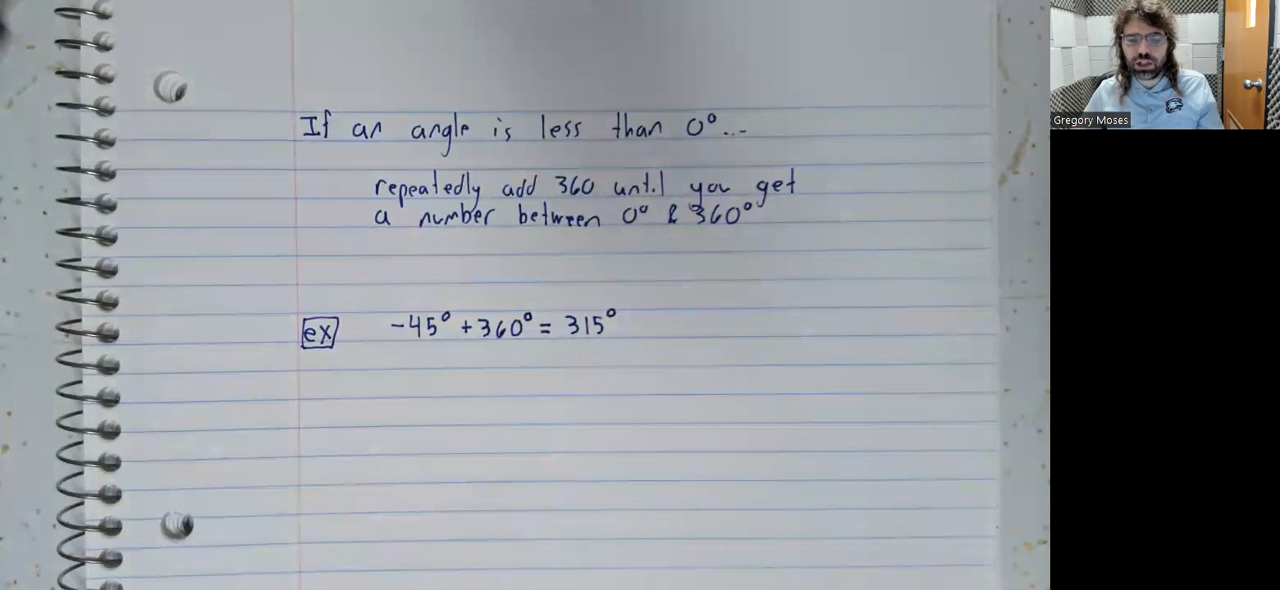 If an angle is less than 0°...
repeatedly add 360 until you get
a number between 0° & 360°
ex -45° + 360° = 315°
Gregory Moses